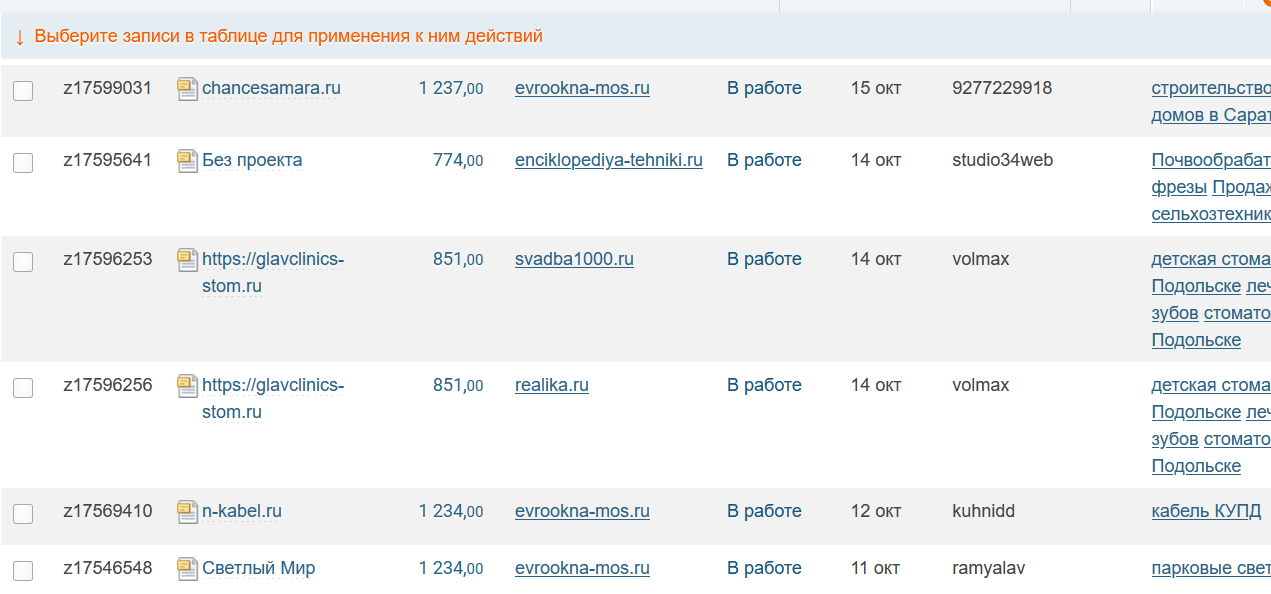 ↓ Выберите записи в таблице для применения к ним действий
z17599031 chancesamara.ru 1 237,00 evrookna-mos.ru В работе 15 окт 9277229918 строительство
домов в Сарат
z17595641 Без проекта 774,00 enciklopediya-tehniki.ru В работе 14 окт studio34web Почвообрабат
фрезы Продаж
сельхозтехник
z17596253 https://glavclinics- 851,00 svadba1000.ru В работе 14 окт volmax детская стома
stom.ru Подольске леч
зубов стомато
Подольске
z17596256 https://glavclinics- 851,00 realika.ru В работе 14 окт volmax детская стома
stom.ru Подольске леч
зубов стомато
Подольске
z17569410 n-kabel.ru 1 234,00 evrookna-mos.ru В работе 12 окт kuhnidd кабель КУПД
z17546548 Светлый Мир 1 234,00 evrookna-mos.ru В работе 11 окт ramyalav парковые свет